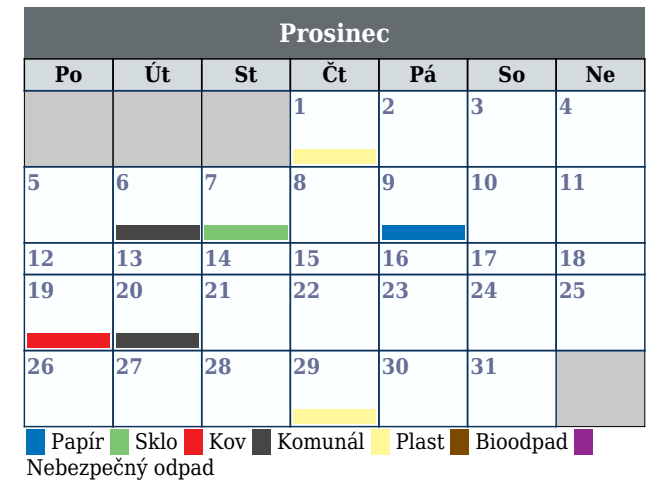 Prosinec
Po Út St Čt Pá So Ne
1 2 3 4
5 6 7 8 9 10 11
12 13 14 15 16 17 18
19 20 21 22 23 24 25
26 27 28 29 30 31
Papír Sklo Kov Komunál Plast Bioodpad
Nebezpečný odpad